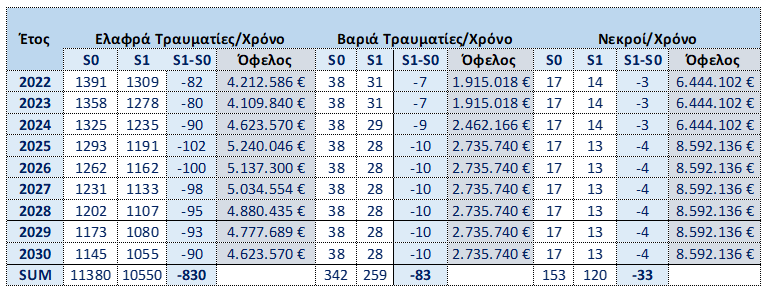 Έτος Ελαφρά Τραυματίες/Χρόνο Βαριά Τραυματίες/Χρόνο Νεκροί/Χρόνο
S0 S1 S1-S0 Όφελος S0 S1 S1-S0 Όφελος S0 S1 S1-S0 Όφελος
2022 1391 1309 -82 4.212.586 € 38 31 -7 1.915.018 € 17 14 -3 6.444.102 €
2023 1358 1278 -80 4.109.840 € 38 31 -7 1.915.018 € 17 14 -3 6.444.102 €
2024 1325 1235 -90 4.623.570 € 38 29 -9 2.462.166 € 17 14 -3 6.444.102 €
2025 1293 1191 -102 5.240.046 € 38 28 -10 2.735.740 € 17 13 -4 8.592.136 €
2026 1262 1162 -100 5.137.300 € 38 28 -10 2.735.740 € 17 13 -4 8.592.136 €
2027 1231 1133 -98 5.034.554 € 38 28 -10 2.735.740 € 17 13 -4 8.592.136 €
2028 1202 1107 -95 4.880.435 € 38 28 -10 2.735.740 € 17 13 -4 8.592.136 €
2029 1173 1080 -93 4.777.689 € 38 28 -10 2.735.740 € 17 13 -4 8.592.136 €
2030 1145 1055 -90 4.623.570 € 38 28 -10 2.735.740 € 17 13 -4 8.592.136 €
SUM 11380 10550 -830 342 259 -83 153 120 -33